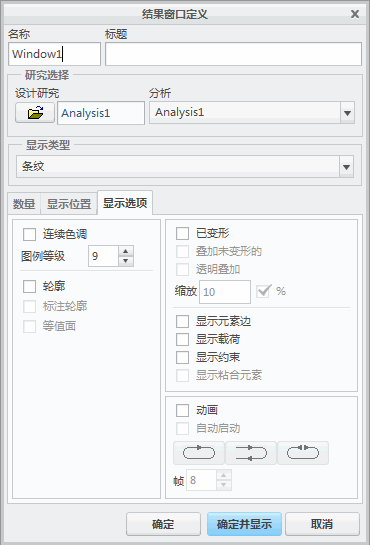 结果窗口定义
名称 标题
Window1
研究选择
设计研究 分析
Analysis1 Analysis1
显示类型
条纹
数量 显示位置 显示选项
连续色调
图例等级 9
轮廓
标注轮廓
等值面
已变形
叠加未变形的
透明叠加
缩放 10 %
显示元素边
显示载荷
显示约束
显示粘合元素
动画
自动启动
帧 8
确定 确定并显示 取消